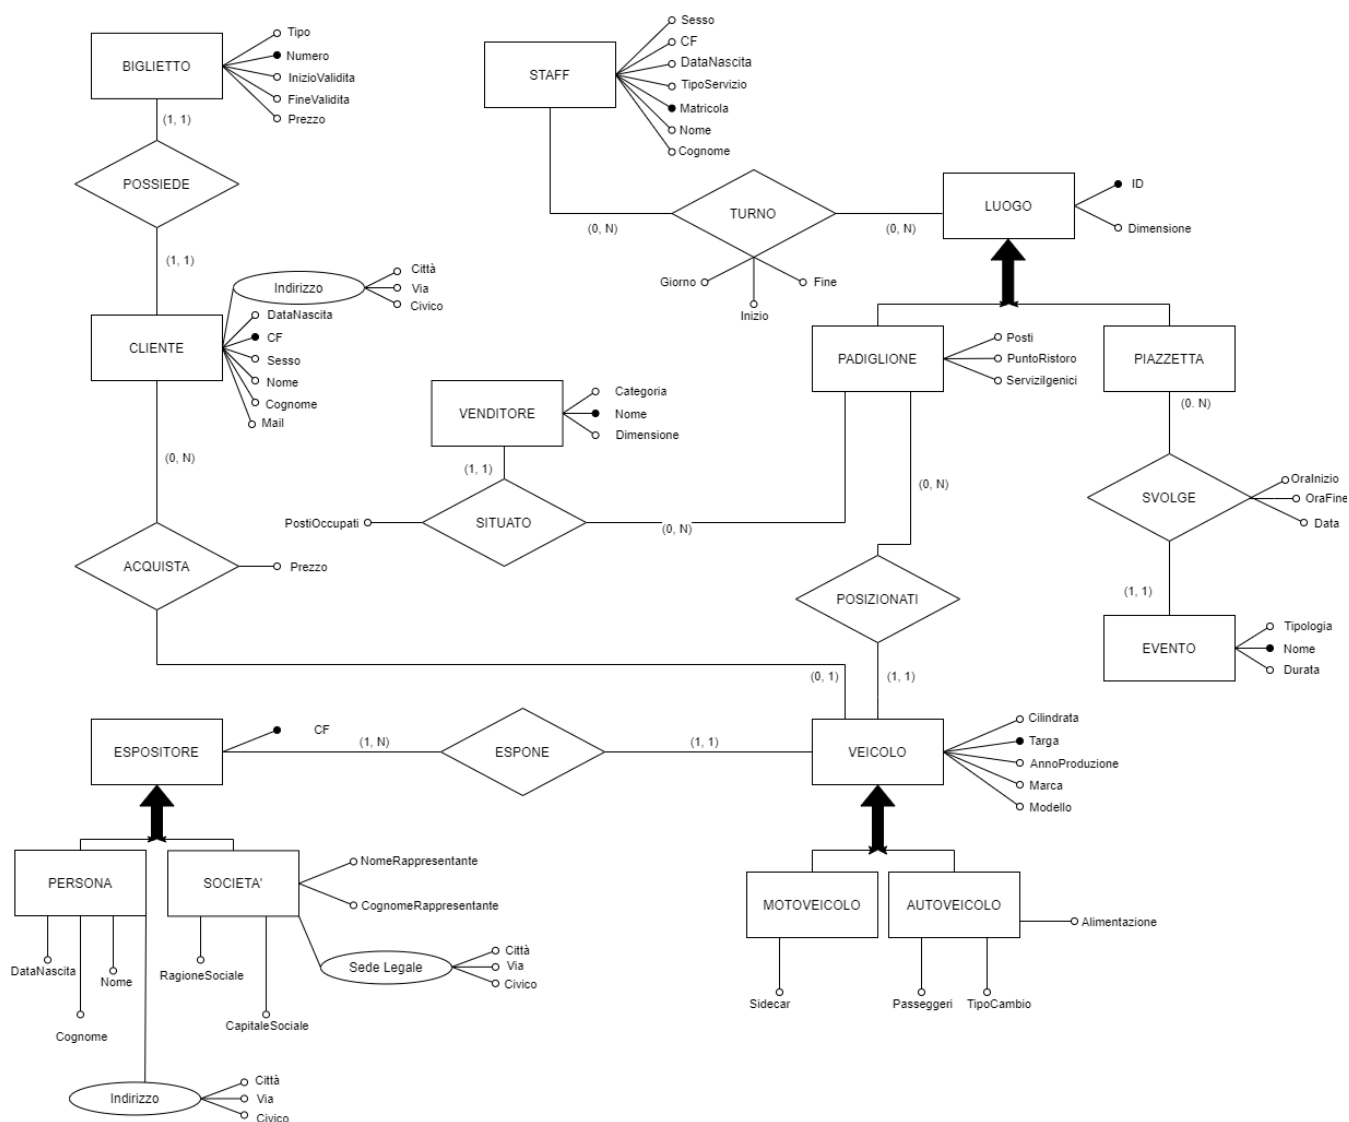 BIGLIETTO
Tipo
Numero
InizioValidita
FineValidita
Prezzo
(1, 1)
POSSIEDE
(1, 1)
STAFF
Sesso
CF
DataNascita
TipoServizio
Matricola
Nome
Cognome
(0, N)
TURNO
(0, N)
Giorno
Inizio
Fine
LUOGO
ID
Dimensione
CLIENTE
Indirizzo
Città
Via
Civico
DataNascita
CF
Sesso
Nome
Cognome
Mail
(0, N)
VENDITORE
Categoria
Nome
Dimensione
(1, 1)
PADIGLIONE
Posti
PuntoRistoro
ServiziIgenici
PIAZZETTA
(0. N)
(0, N)
PostiOccupati
SITUATO
(0, N)
SVOLGE
OraInizio
OraFine
Data
(1, 1)
ACQUISTA
Prezzo
POSIZIONATI
EVENTO
Tipologia
Nome
Durata
(0, 1)
(1, 1)
ESPOSITORE
CF
(1, N)
ESPONE
(1, 1)
VEICOLO
Cilindrata
Targa
AnnoProduzione
Marca
Modello
PERSONA
SOCIETA'
NomeRappresentante
CognomeRappresentante
DataNascita
Cognome
Nome
RagioneSociale
CapitaleSociale
Sede Legale
Città
Via
Civico
MOTOVEICOLO
AUTOVEICOLO
Alimentazione
Sidecar
Passeggeri
TipoCambio
Indirizzo
Città
Via
Civico